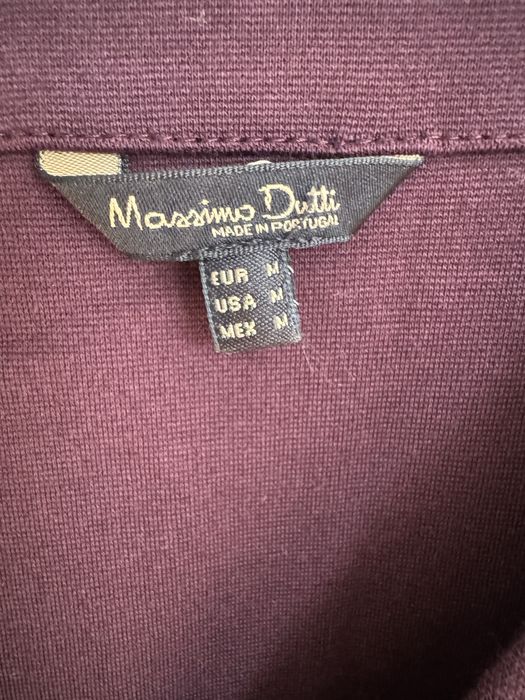 Massimo Dutti
MADE IN PORTUGAL
EUR M
USA M
MEX M